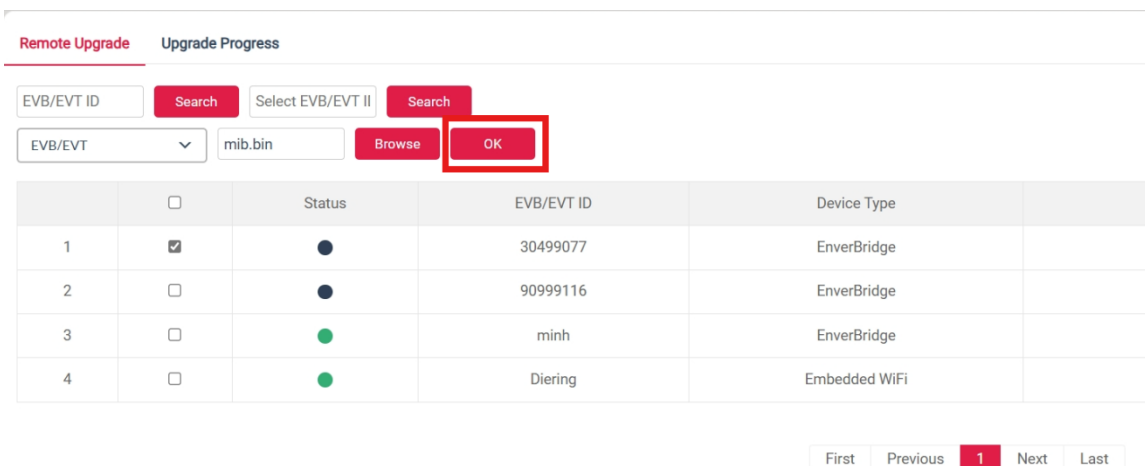 Remote Upgrade Upgrade Progress
EVB/EVT ID Search Select EVB/EVT II Search
EVB/EVT mib.bin Browse OK
Status EVB/EVT ID Device Type
1 30499077 EnverBridge
2 90999116 EnverBridge
3 minh EnverBridge
4 Diering Embedded WiFi
First Previous 1 Next Last